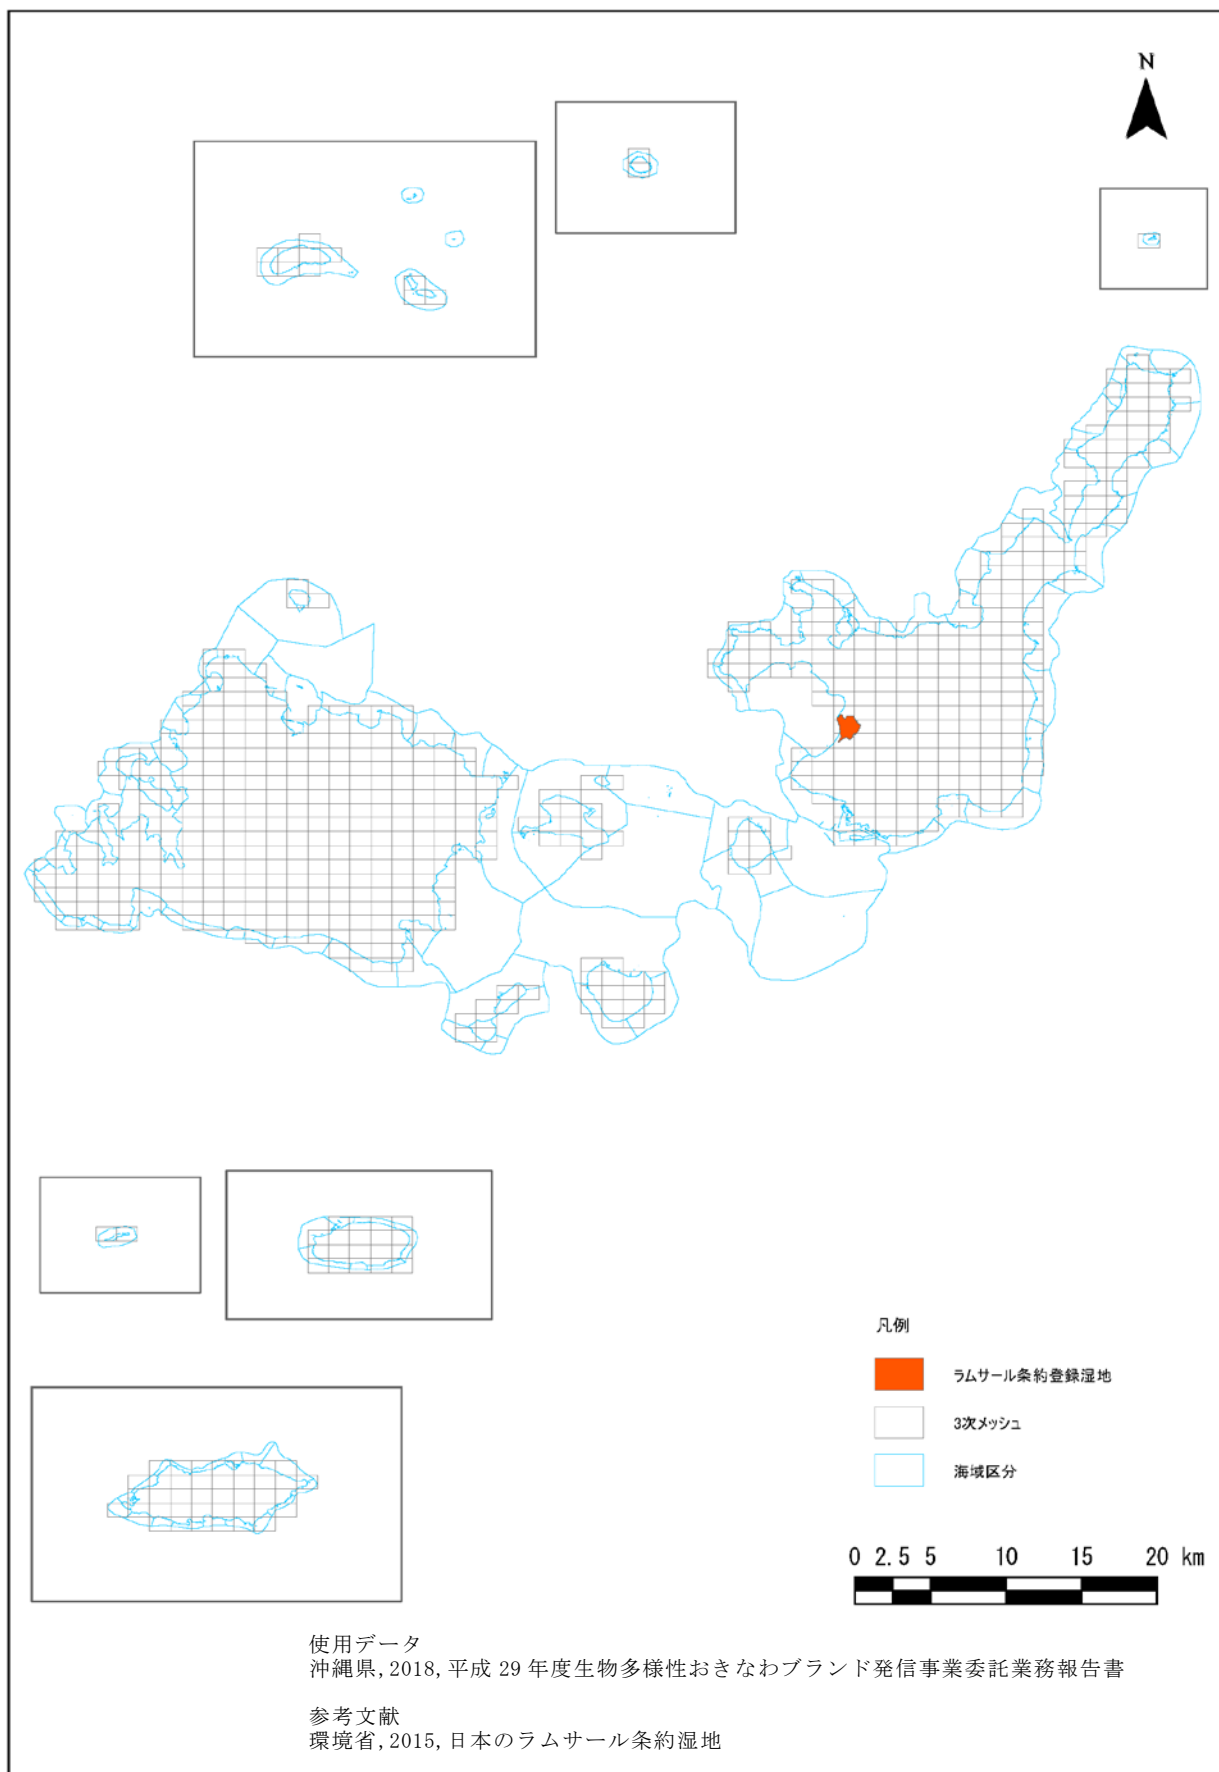 N
凡例
ラムサール条約登録湿地
3次メッシュ
海域区分
0 2.5 5 10 15 20 km
使用データ
沖縄県,2018,平成 29 年度生物多様性おきなわブランド発信事業委託業務報告書
参考文献
環境省,2015,日本のラムサール条約湿地